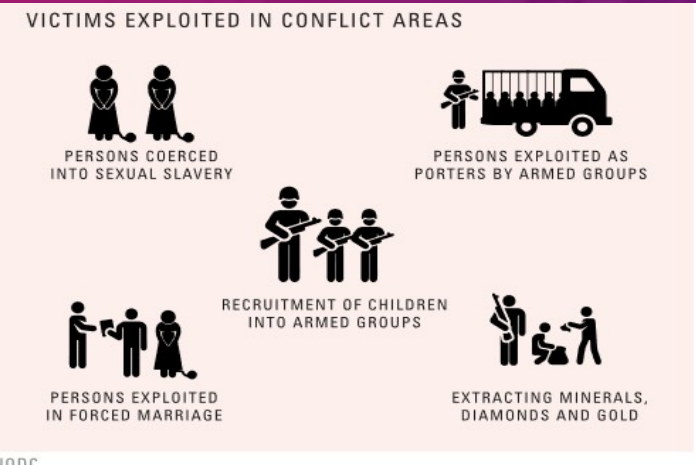 VICTIMS EXPLOITED IN CONFLICT AREAS
PERSONS COERCED
INTO SEXUAL SLAVERY
PERSONS EXPLOITED AS
PORTERS BY ARMED GROUPS
RECRUITMENT OF CHILDREN
INTO ARMED GROUPS
PERSONS EXPLOITED
IN FORCED MARRIAGE
EXTRACTING MINERALS,
DIAMONDS AND GOLD